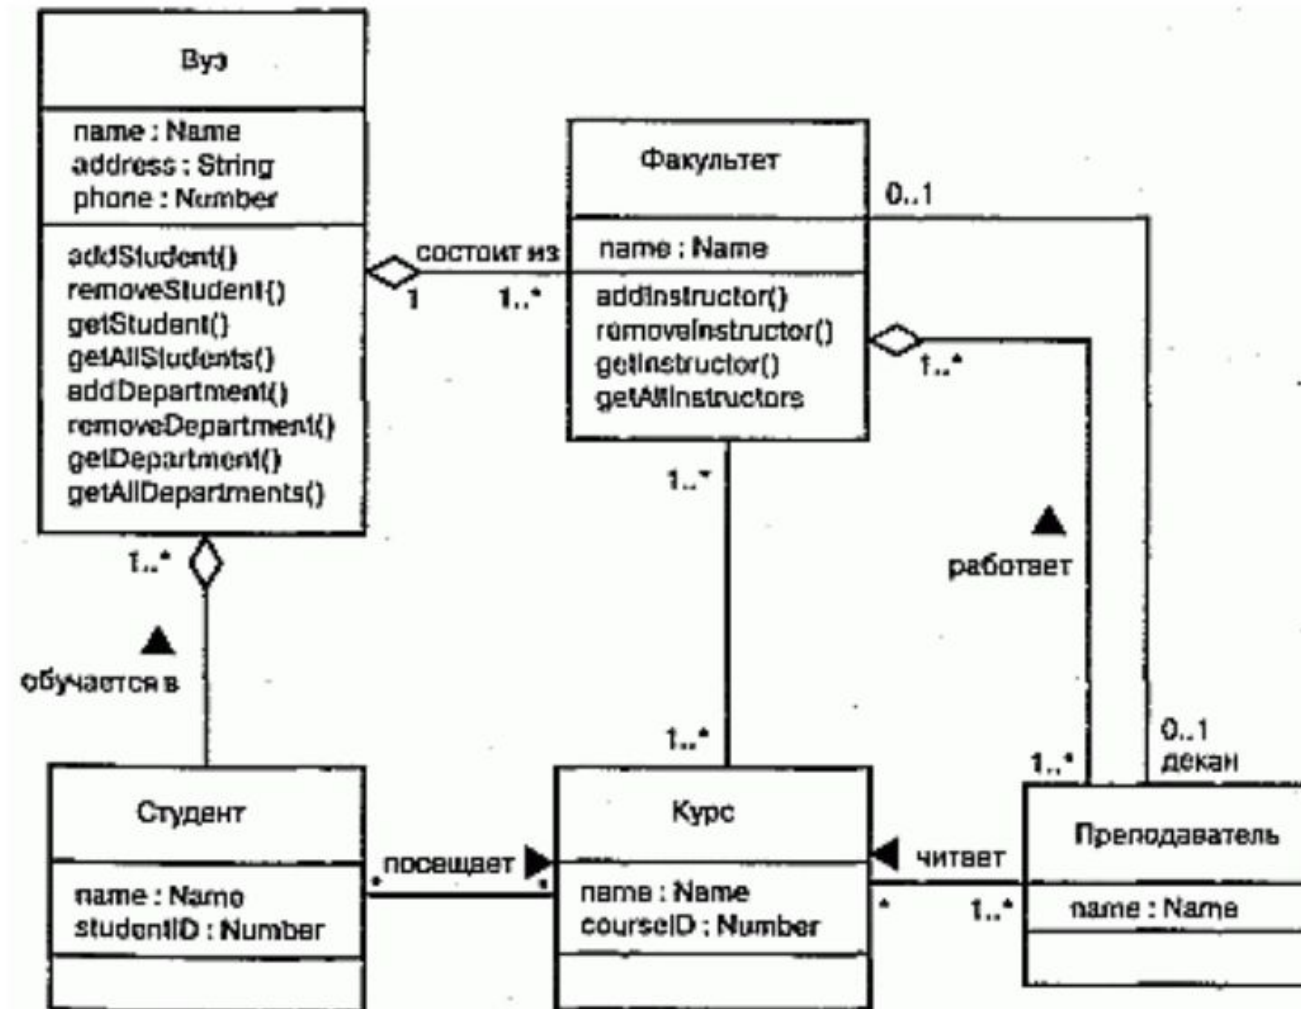 Вуз
name : Name
address : String
phone : Number
addStudent()
removeStudent()
getStudent()
getAllStudents()
addDepartment()
removeDepartment()
getDepartment()
getAllDepartments()
состоит из
1
1..*
Факультет
name : Name
addInstructor()
removeInstructor()
getInstructor()
getAllInstructors
0..1
1..*
1..*
1..*
обучается в
работает
1..*
1..*
0..1
декан
Студент
name : Name
studentID : Number
посещает
*
*
Курс
name : Name
courseID : Number
читает
*
1..*
Преподаватель
name : Name